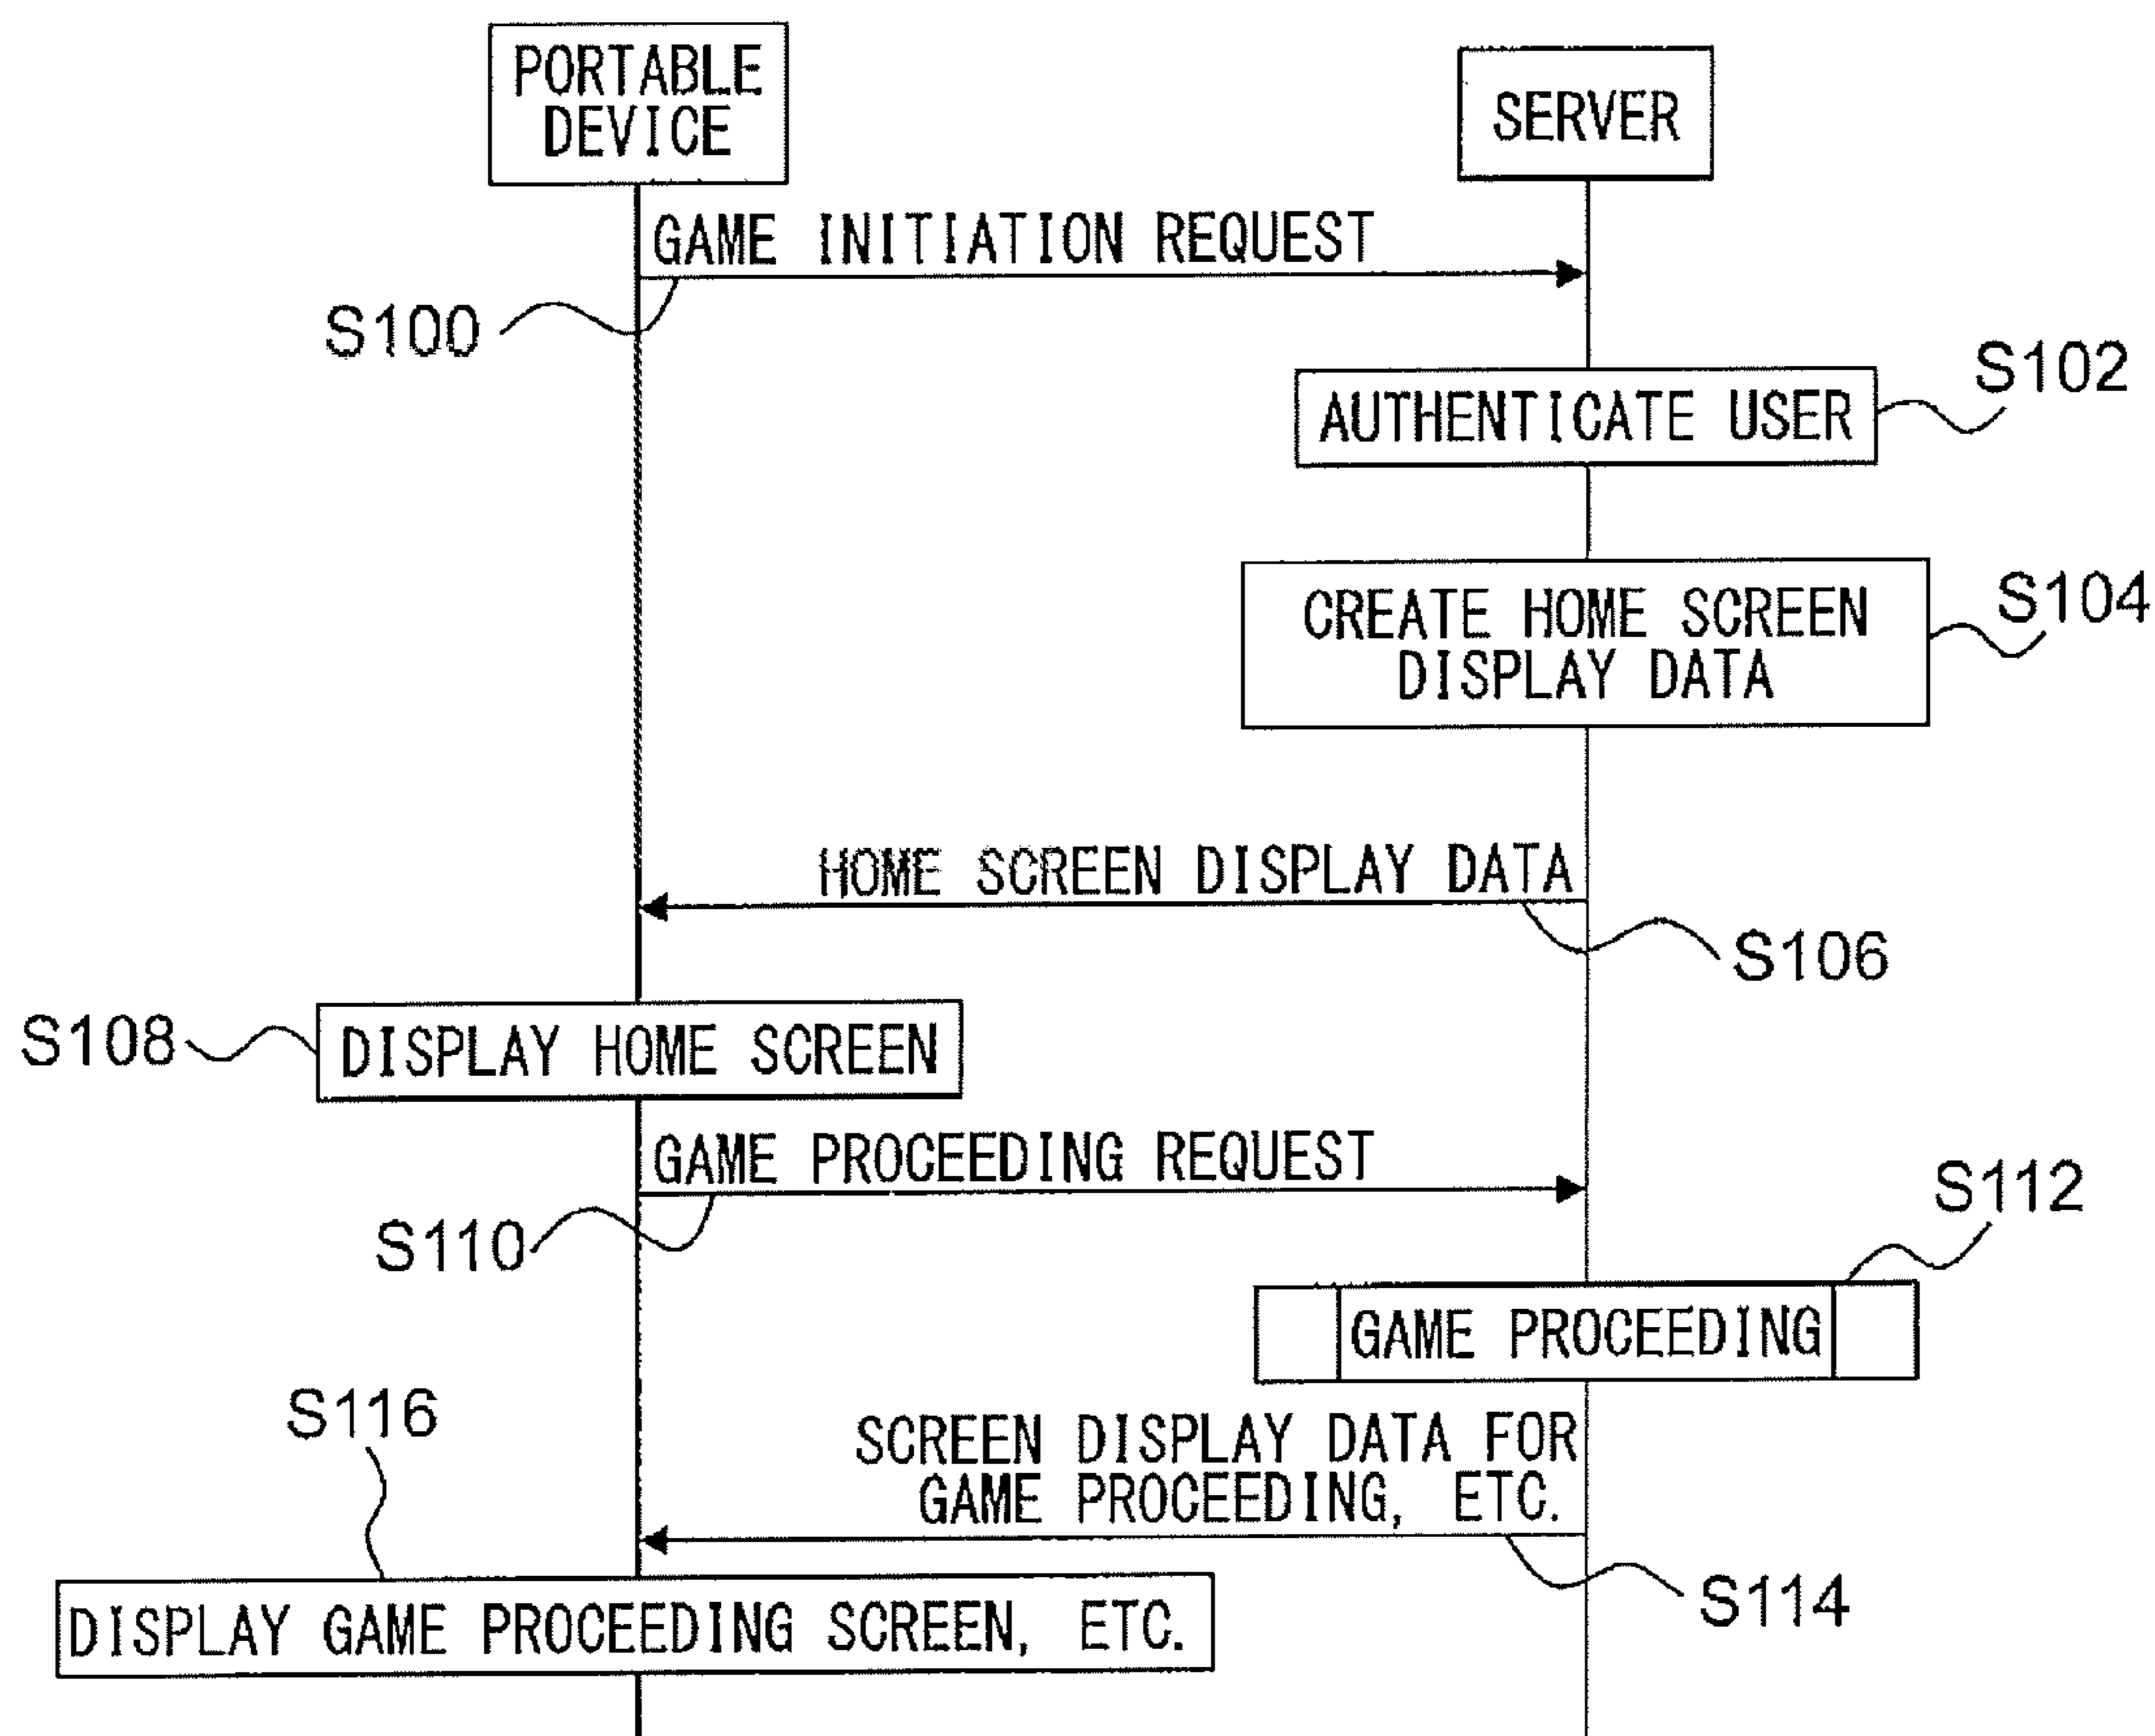 PORTABLE
DEVICE
SERVER
GAME INITIATION REQUEST
S100
S102
AUTHENTICATE USER
S104
CREATE HOME SCREEN
DISPLAY DATA
HOME SCREEN DISPLAY DATA
S106
S108
DISPLAY HOME SCREEN
GAME PROCEEDING REQUEST
S110
S112
GAME PROCEEDING
S116
SCREEN DISPLAY DATA FOR
GAME PROCEEDING, ETC.
S114
DISPLAY GAME PROCEEDING SCREEN, ETC.